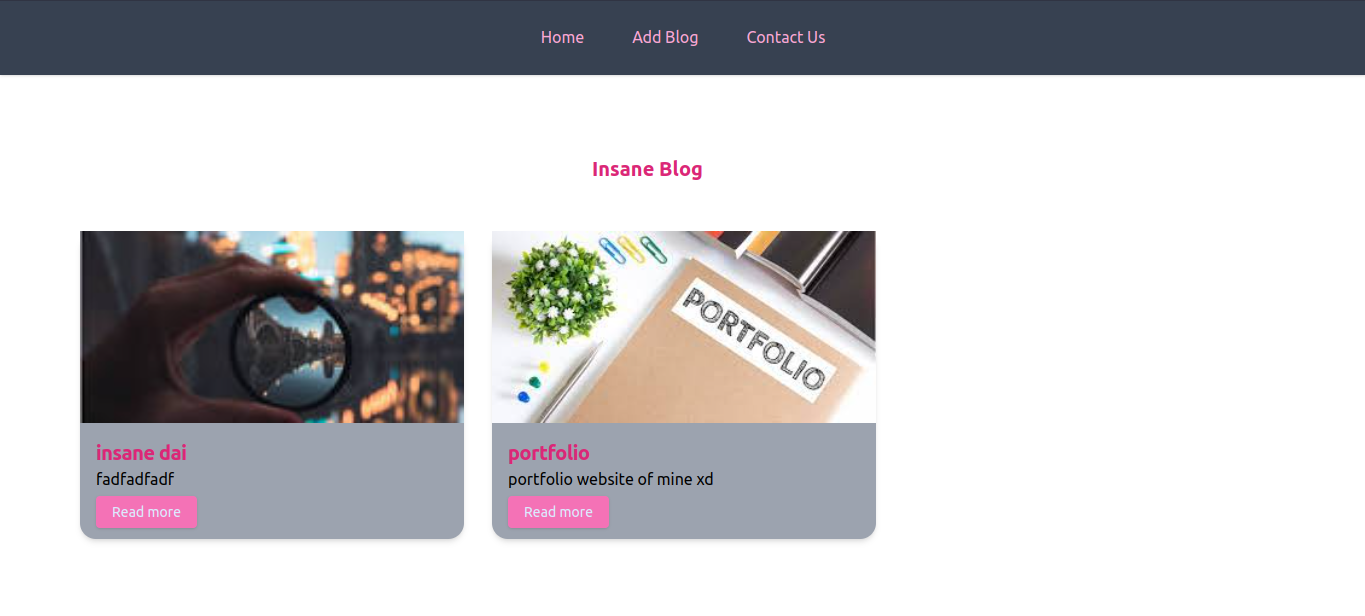 Home Add Blog Contact Us
Insane Blog
PORTFOLIO
insane dai
fadfadfadf
Read more
portfolio
portfolio website of mine xd
Read more